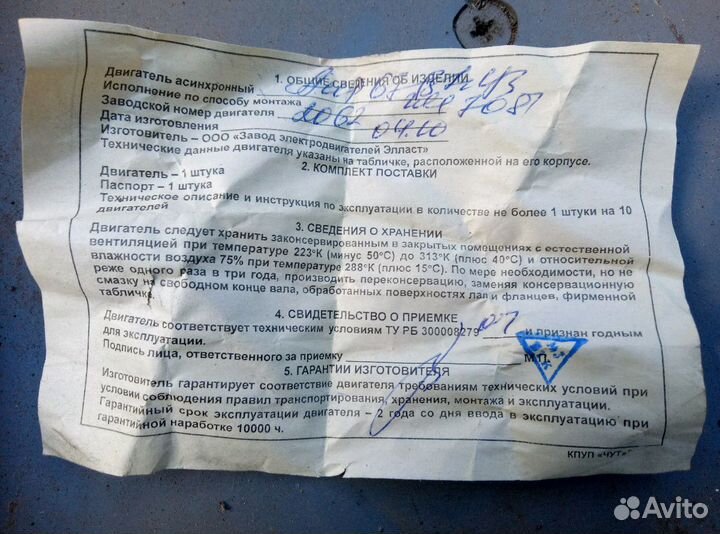 1. ОБЩИЕ СВЕДЕНИЯ ОБ ИЗДЕЛИИ
Двигатель асинхронный
Исполнение по способу монтажа 7081
Заводской номер двигателя 2062
Дата изготовления 04.10
Изготовитель – ООО «Завод электродвигателей Элласт»
Технические данные двигателя указаны на табличке, расположенной на его корпусе.
2. КОМПЛЕКТ ПОСТАВКИ
Двигатель – 1 штука
Паспорт – 1 штука
Техническое описание и инструкция по эксплуатации в количестве не более 1 штуки на 10
двигателей
3. СВЕДЕНИЯ О ХРАНЕНИИ
Двигатель следует хранить законсервированным в закрытых помещениях с естественной
вентиляцией при температуре 223°К (минус 50°С) до 313°К (плюс 40°С) и относительной
влажности воздуха 75% при температуре 288°К (плюс 15°С). По мере необходимости, но не
реже одного раза в три года, производить переконсервацию, заменяя консервационную
смазку на свободном конце вала, обработанных поверхностях лап и фланцев, фирменной
табличке.
4. СВИДЕТЕЛЬСТВО О ПРИЕМКЕ
Двигатель соответствует техническим условиям ТУ РБ 300008279 и признан годным
для эксплуатации.
Подпись лица, ответственного за приемку М.П.
5. ГАРАНТИИ ИЗГОТОВИТЕЛЯ
Изготовитель гарантирует соответствие двигателя требованиям технических условий при
условии соблюдения правил транспортирования, хранения, монтажа и эксплуатации.
Гарантийный срок эксплуатации двигателя – 2 года со дня ввода в эксплуатацию при
гарантийной наработке 10000 ч.
КПУП «ЧУТ»
Avito